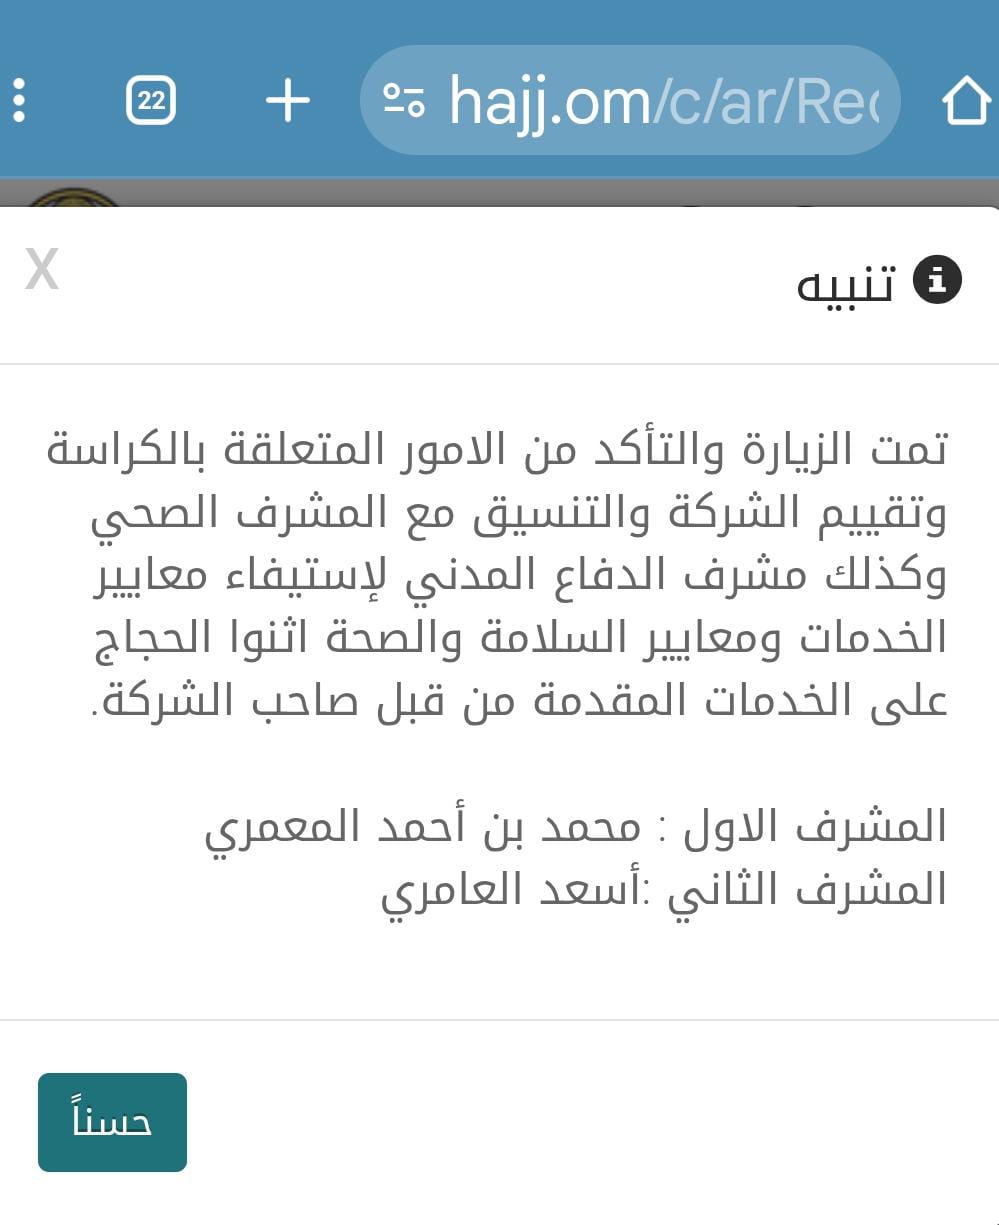 22
hajj.om/c/ar/Re
تنبيه
X
تمت الزيارة والتأكد من الامور المتعلقة بالكراسة
وتقييم الشركة والتنسيق مع المشرف الصحي
وكذلك مشرف الدفاع المدني لإستيفاء معايير
الخدمات ومعايير السلامة والصحة اثنوا الحجاج
على الخدمات المقدمة من قبل صاحب الشركة.
المشرف الاول : محمد بن أحمد المعمري
المشرف الثاني :أسعد العامري
حسناً